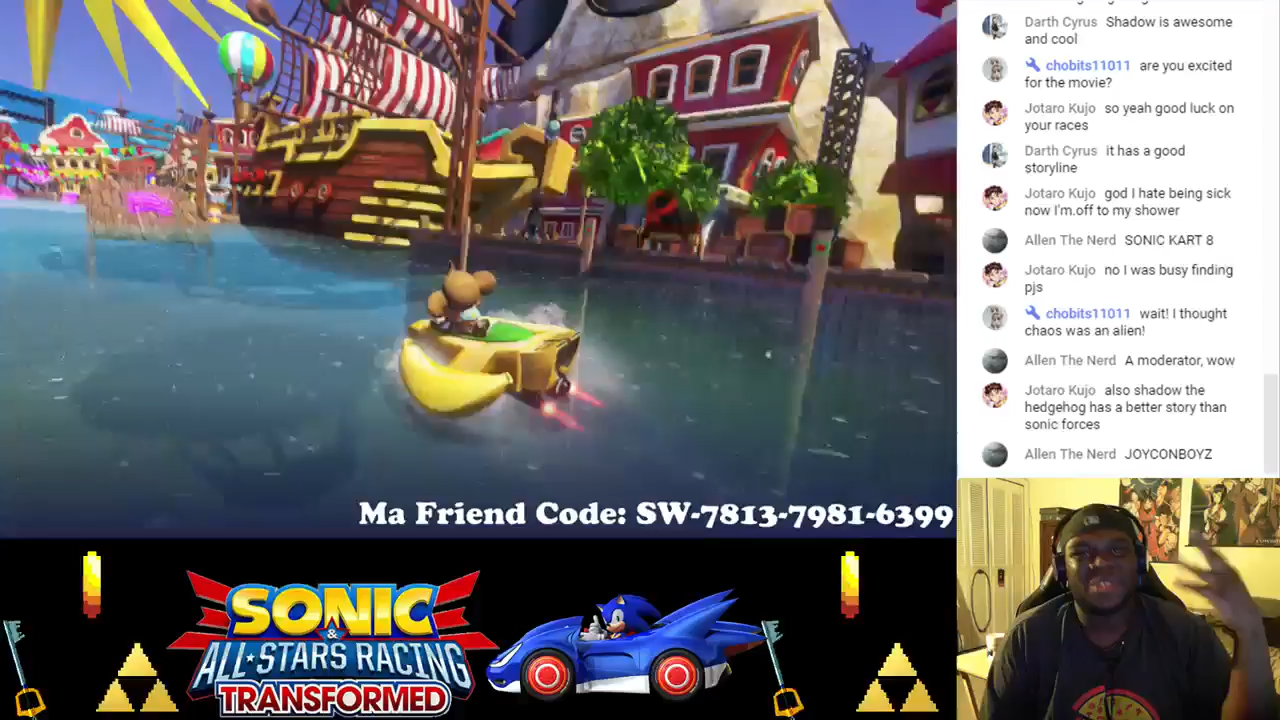 Darth Cyrus Shadow is awesome
and cool
chobits11011 are you excited
for the movie?
Jotaro Kujo so yeah good luck on
your races
Darth Cyrus it has a good
storyline
Jotaro Kujo god I hate being sick
now I'm.off to my shower
Allen The Nerd SONIC KART 8
Jotaro Kujo no I was busy finding
pjs
chobits11011 wait! I thought
chaos was an alien!
Allen The Nerd A moderator, wow
Jotaro Kujo also shadow the
hedgehog has a better story than
sonic forces
Allen The Nerd JOYCONBOYZ
Ma Friend Code: SW-7813-7981-6399
SONIC
&
ALL★STARS RACING
TRANSFORMED